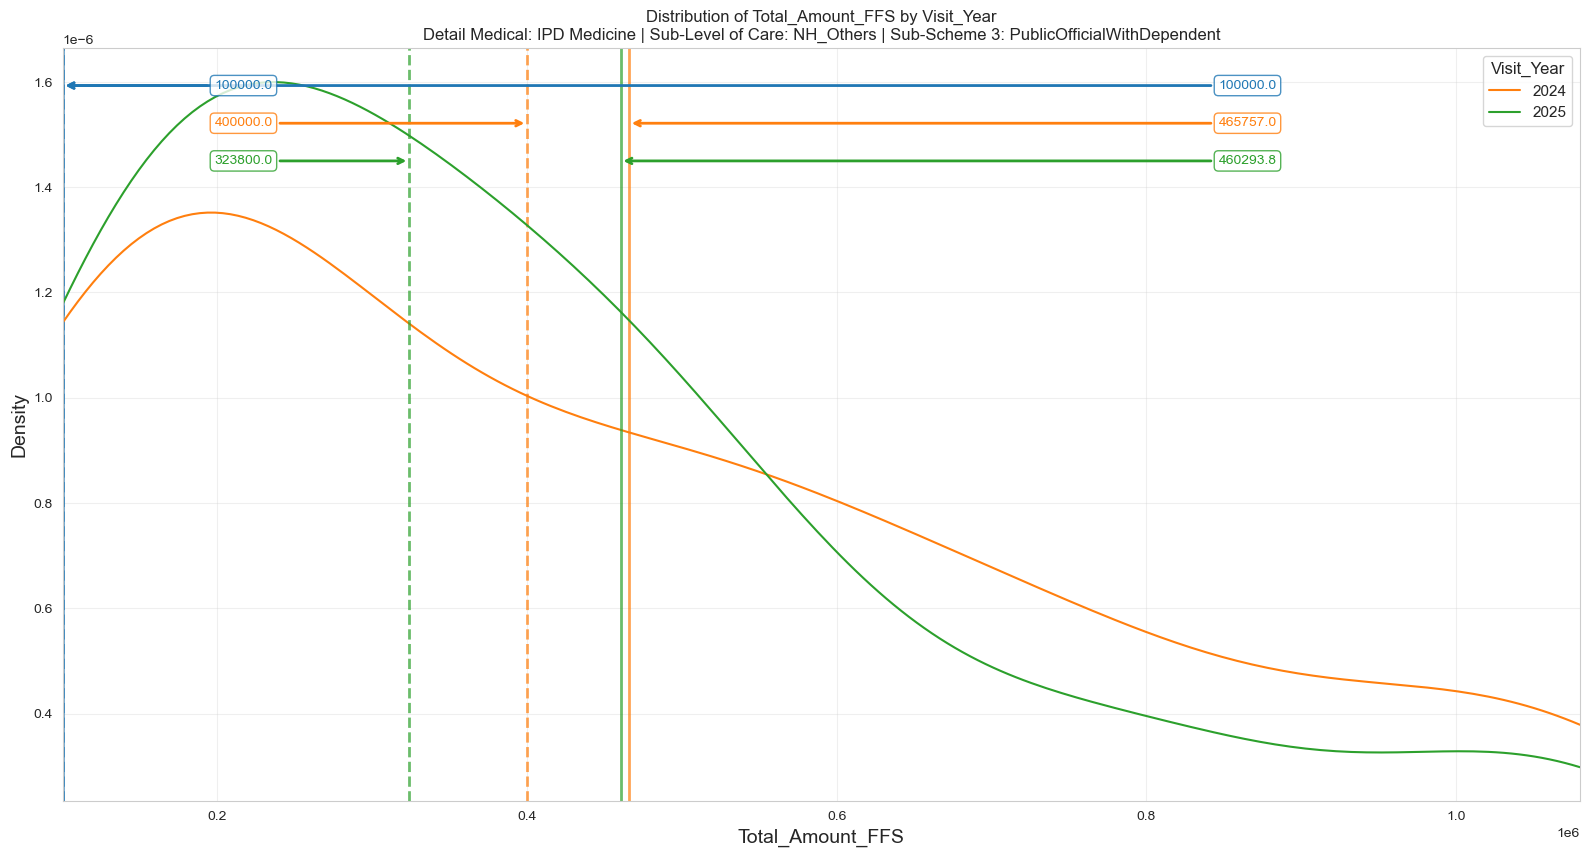 Distribution of Total_Amount_FFS by Visit_Year
Detail Medical: IPD Medicine | Sub-Level of Care: NH_Others | Sub-Scheme 3: PublicOfficialWithDependent
1e−6
Visit_Year
2024
2025
100000.0
100000.0
400000.0
465757.0
323800.0
460293.8
1.6
1.4
1.2
1.0
0.8
0.6
0.4
Density
0.2
0.4
0.6
0.8
1.0
1e6
Total_Amount_FFS